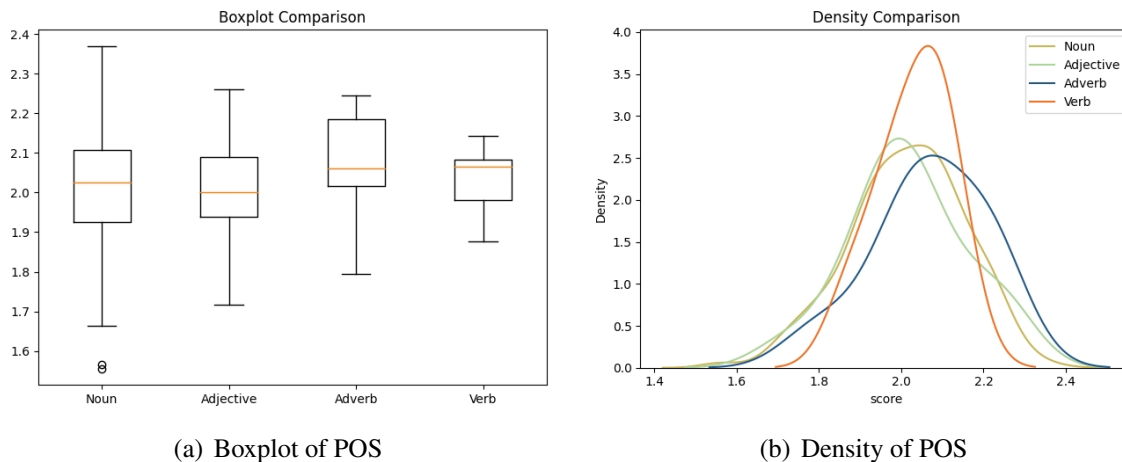 Boxplot Comparison
2.4
2.3
2.2
2.1
2.0
1.9
1.8
1.7
1.6
Noun Adjective Adverb Verb
(a) Boxplot of POS
Density Comparison
4.0
3.5
3.0
2.5
2.0
1.5
1.0
0.5
0.0
Density
1.4 1.6 1.8 2.0 2.2 2.4
score
Noun
Adjective
Adverb
Verb
(b) Density of POS